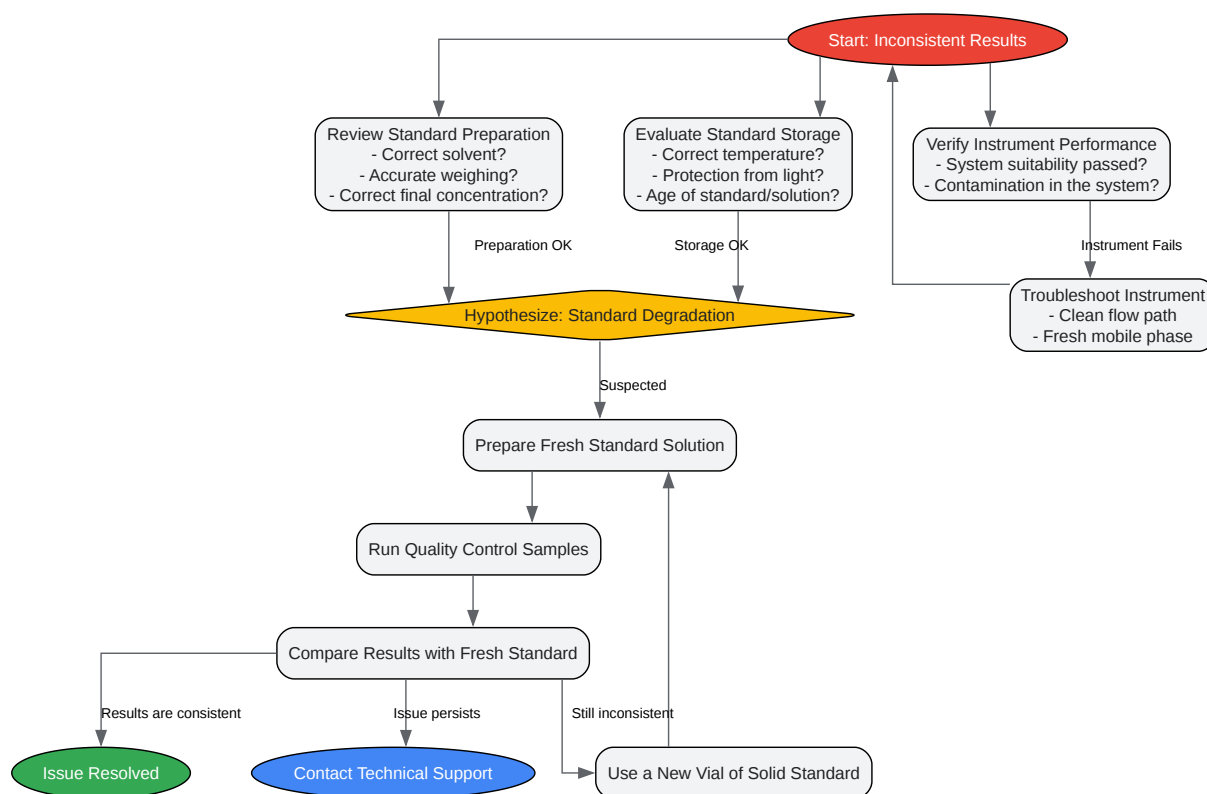 Start: Inconsistent Results
Review Standard Preparation
- Correct solvent?
- Accurate weighing?
- Correct final concentration?
Evaluate Standard Storage
- Correct temperature?
- Protection from light?
- Age of standard/solution?
Verify Instrument Performance
- System suitability passed?
- Contamination in the system?
Preparation OK
Storage OK
Instrument Fails
Troubleshoot Instrument
- Clean flow path
- Fresh mobile phase
Hypothesize: Standard Degradation
Suspected
Prepare Fresh Standard Solution
Run Quality Control Samples
Compare Results with Fresh Standard
Results are consistent
Issue persists
Still inconsistent
Issue Resolved
Contact Technical Support
Use a New Vial of Solid Standard